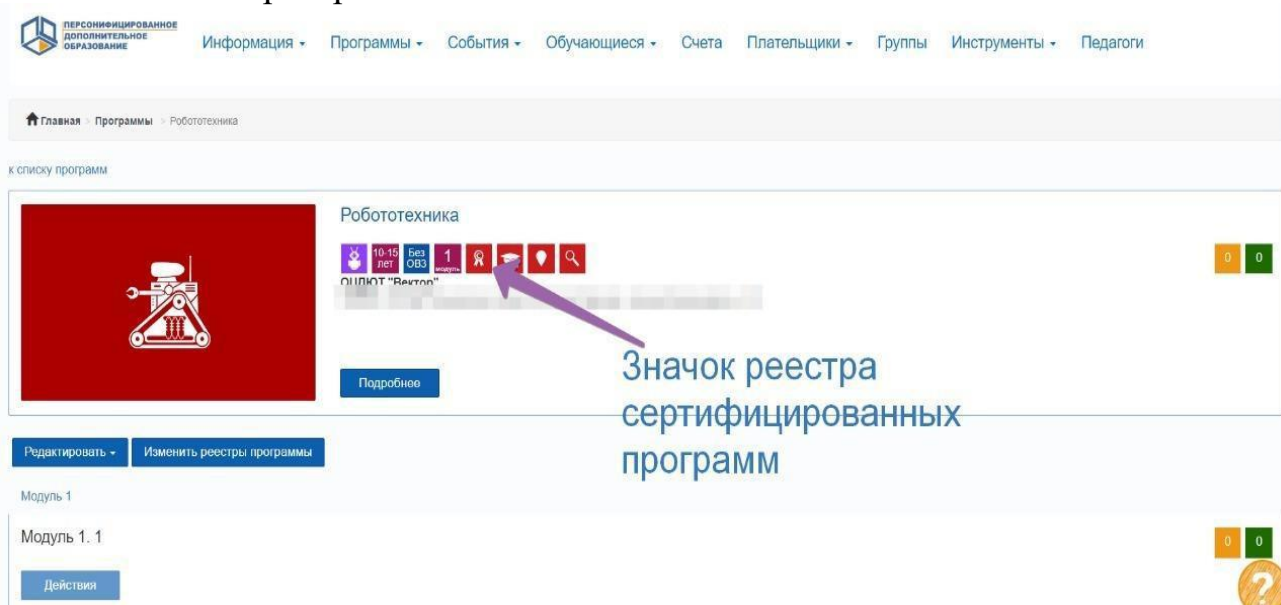 ПЕРСОНИФИЦИРОВАННОЕ
ДОПОЛНИТЕЛЬНОЕ
ОБРАЗОВАНИЕ
Информация Программы События Обучающиеся Счета Плательщики Группы Инструменты Педагоги
Главная > Программы > Робототехника
к списку программ
Робототехника
10-15 лет Без ОВЗ 1 модуль
0 0
ОЦДЮТ "Вектор"
Подробнее
Значок реестра
сертифицированных
программ
Редактировать Изменить реестры программы
Модуль 1
Модуль 1. 1
0 0
Действия
?